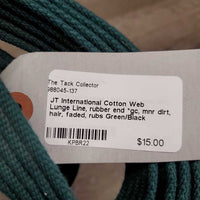 The Tack Collector
988045-137
JT International Cotton Web
Lunge Line, rubber end *gc, mnr dirt,
hair, faded, rubs Green/Black
$15.00
KPBR22